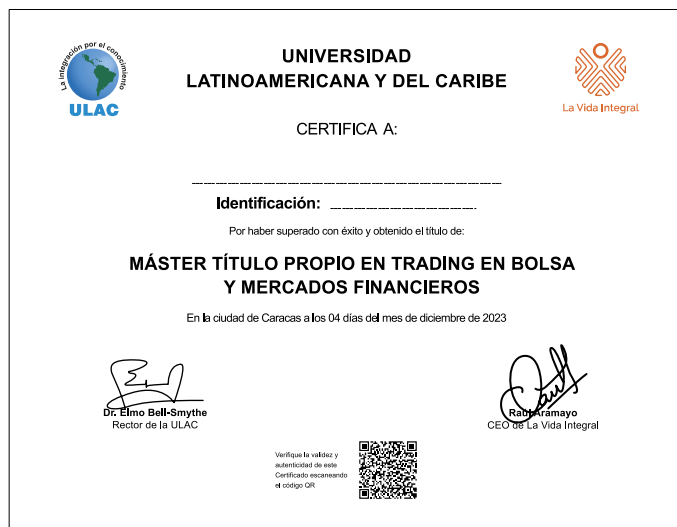 La integración por el conocimiento
ULAC
UNIVERSIDAD
LATINOAMERICANA Y DEL CARIBE
La Vida Integral
CERTIFICA A:
Identificación:
Por haber superado con éxito y obtenido el título de:
MÁSTER TÍTULO PROPIO EN TRADING EN BOLSA
Y MERCADOS FINANCIEROS
En la ciudad de Caracas a los 04 días del mes de diciembre de 2023
Dr. Elmo Bell-Smythe
Rector de la ULAC
Raúl Aramayo
CEO de La Vida Integral
Verifique la validez y
autenticidad de este
Certificado escaneando
el código QR